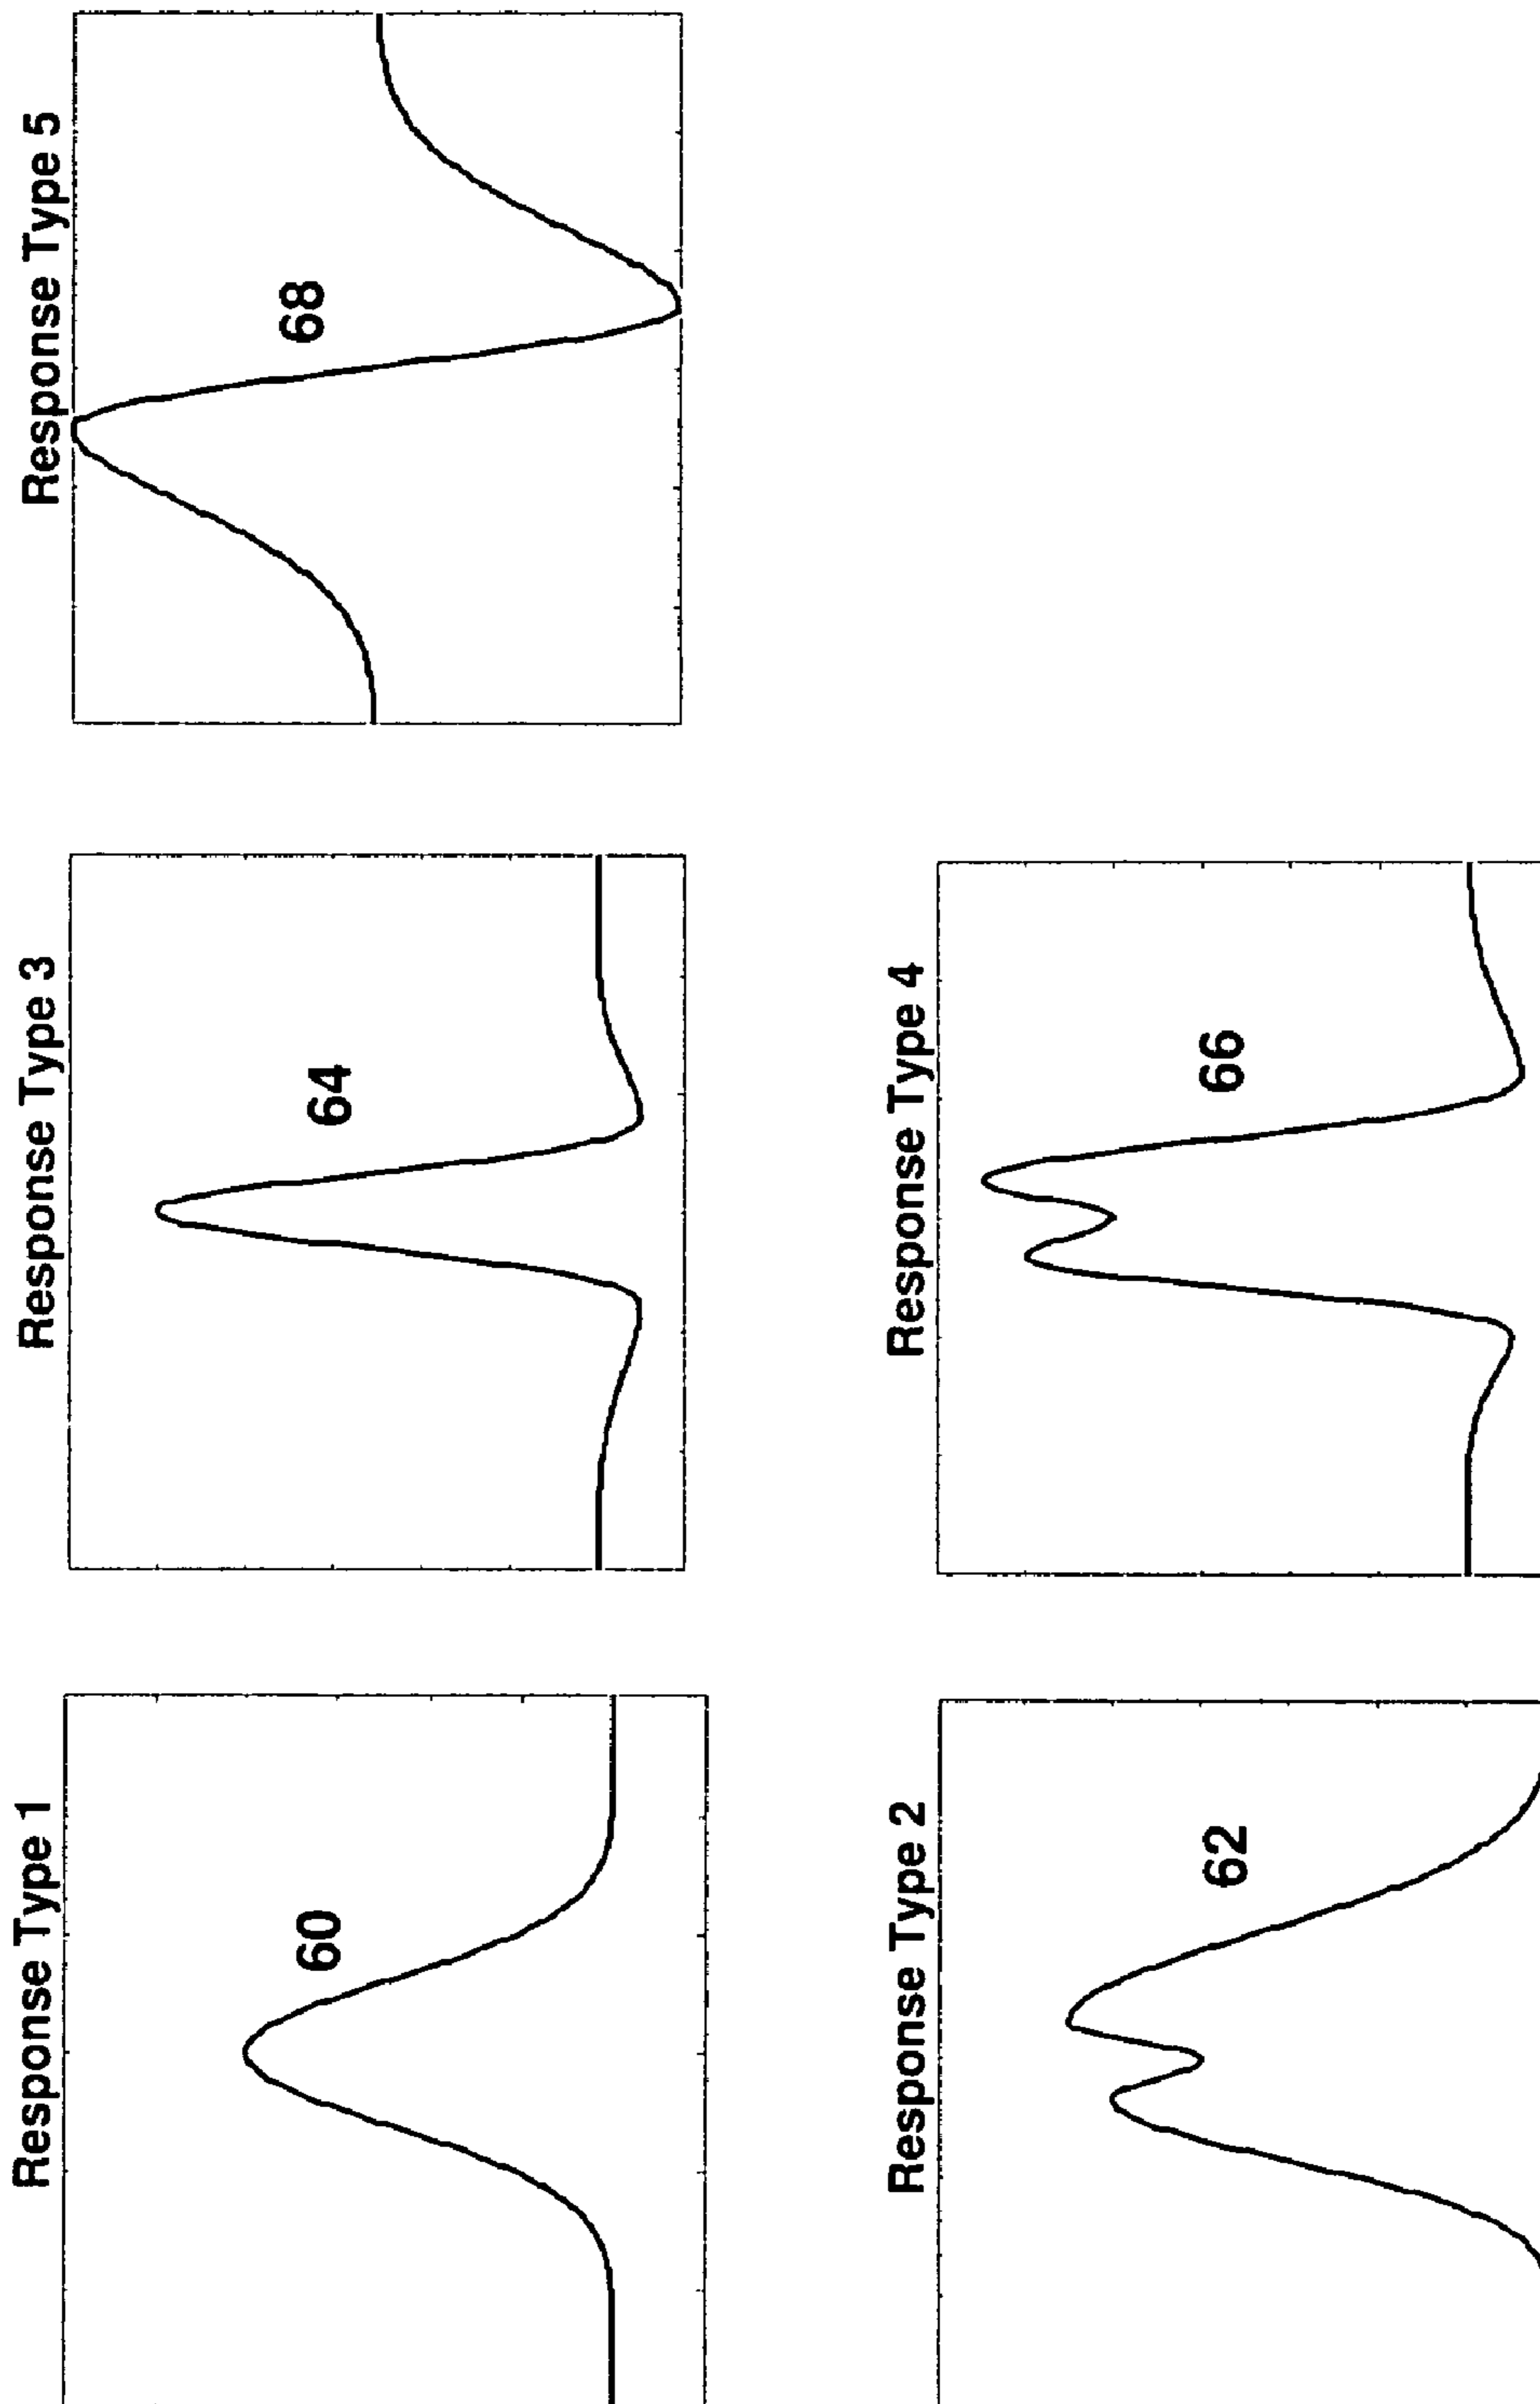 Response Type 1
60
Response Type 3
64
Response Type 5
68
Response Type 2
62
Response Type 4
66